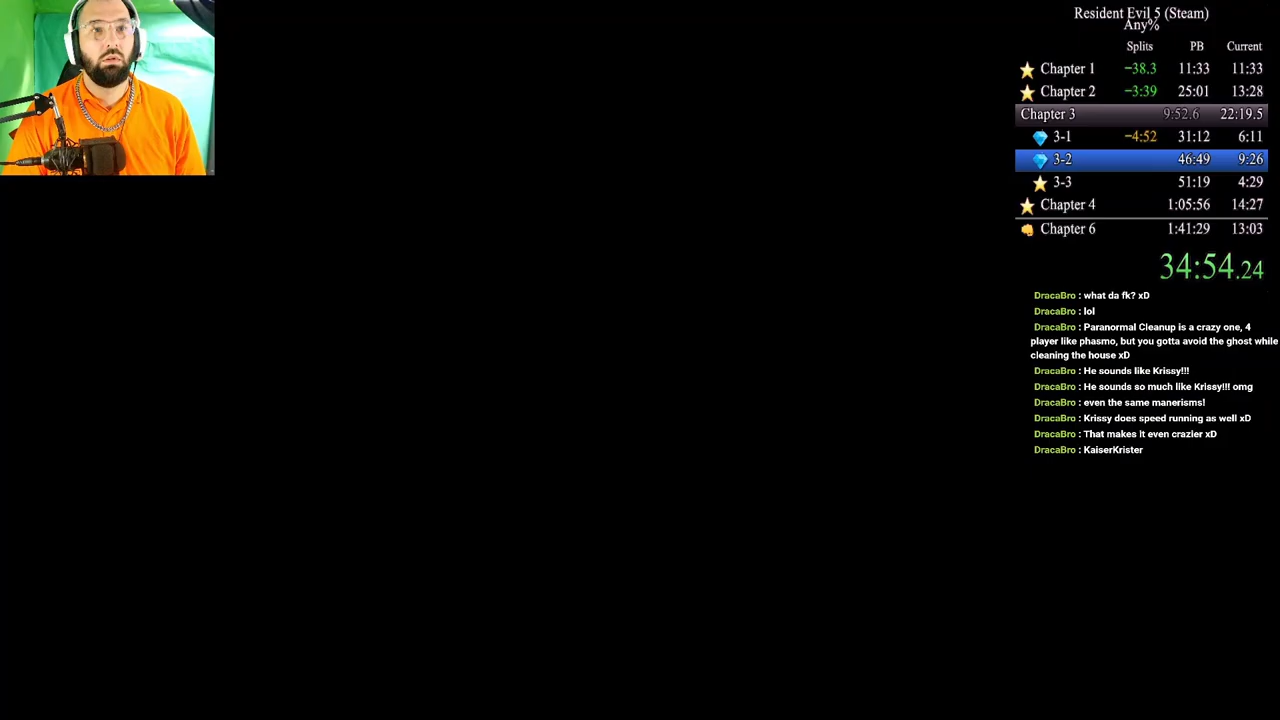 Resident Evil 5 (Steam)
Any%
Splits PB Current
Chapter 1 −38.3 11:33 11:33
Chapter 2 −3:39 25:01 13:28
Chapter 3 9:52.6 22:19.5
3-1 −4:52 31:12 6:11
3-2 46:49 9:26
3-3 51:19 4:29
Chapter 4 1:05:56 14:27
Chapter 6 1:41:29 13:03
34:54.24
DracaBro : what da fk? xD
DracaBro : lol
DracaBro : Paranormal Cleanup is a crazy one, 4
player like phasmo, but you gotta avoid the ghost while
cleaning the house xD
DracaBro : He sounds like Krissy!!!
DracaBro : He sounds so much like Krissy!!! omg
DracaBro : even the same manerisms!
DracaBro : Krissy does speed running as well xD
DracaBro : That makes it even crazier xD
DracaBro : KaiserKrister